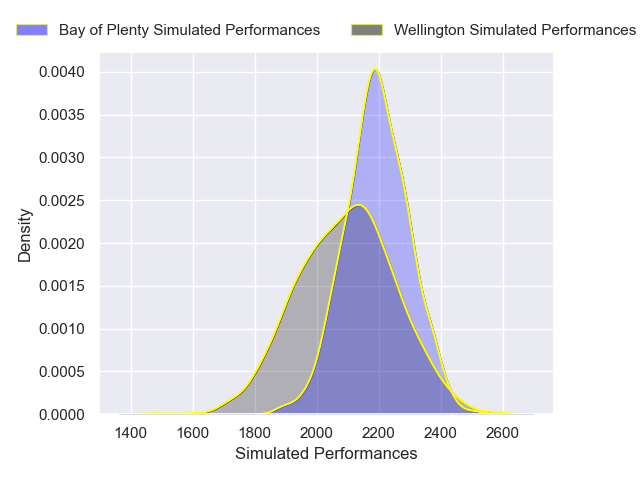 Bay of Plenty Simulated Performances Wellington Simulated Performances
0.0040
0.0035
0.0030
0.0025
0.0020
0.0015
0.0010
0.0005
0.0000
Density
1400 1600 1800 2000 2200 2400 2600
Simulated Performances